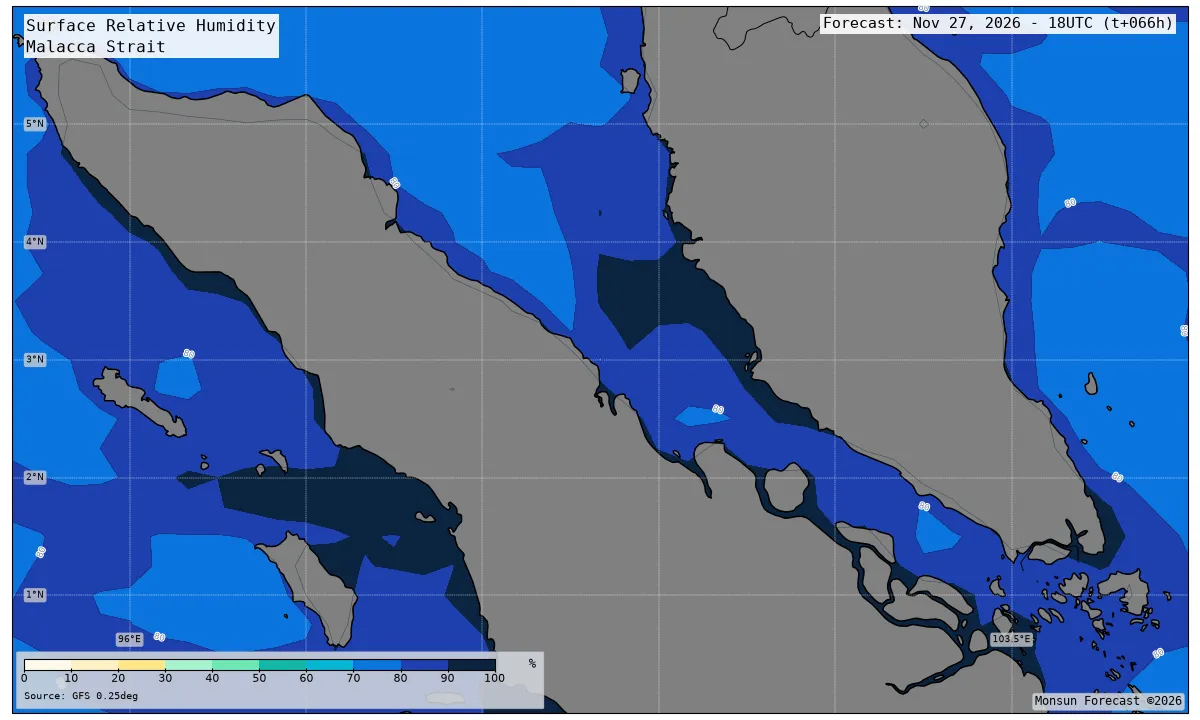 Surface Relative Humidity
Malacca Strait
Forecast: Nov 27, 2026 - 18UTC (t+066h)
80
5°N
80
80
4°N
80
80
3°N
80
80
2°N
80
80
1°N
96°E
80
103.5°E
80
%
0 10 20 30 40 50 60 70 80 90 100
Source: GFS 0.25deg
Monsun Forecast ©2026